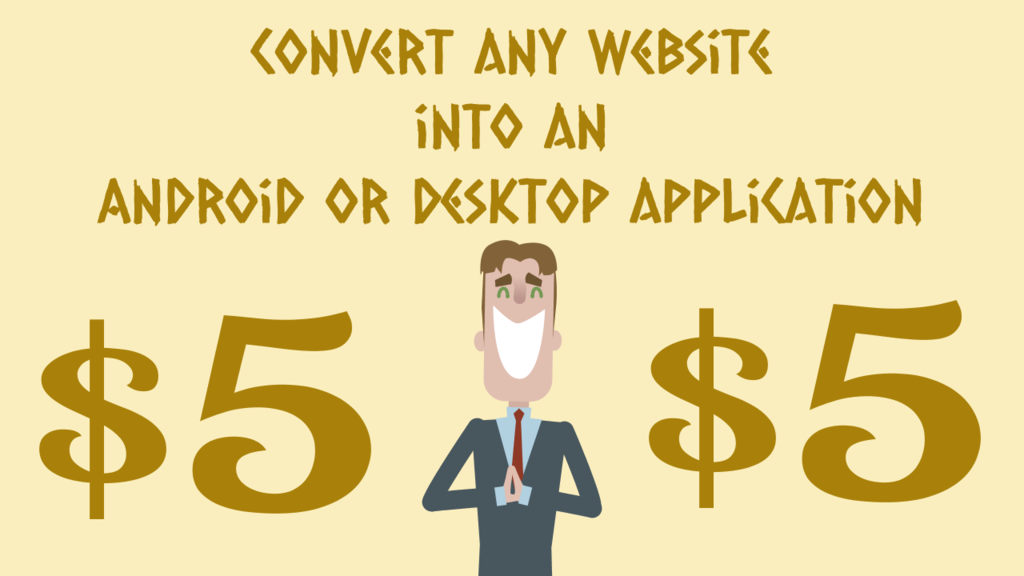 CONVERT ANY WEBSiTE
iNTO AN
ANDROiD OR DESKTOP APPLiCATiON
$5 $5